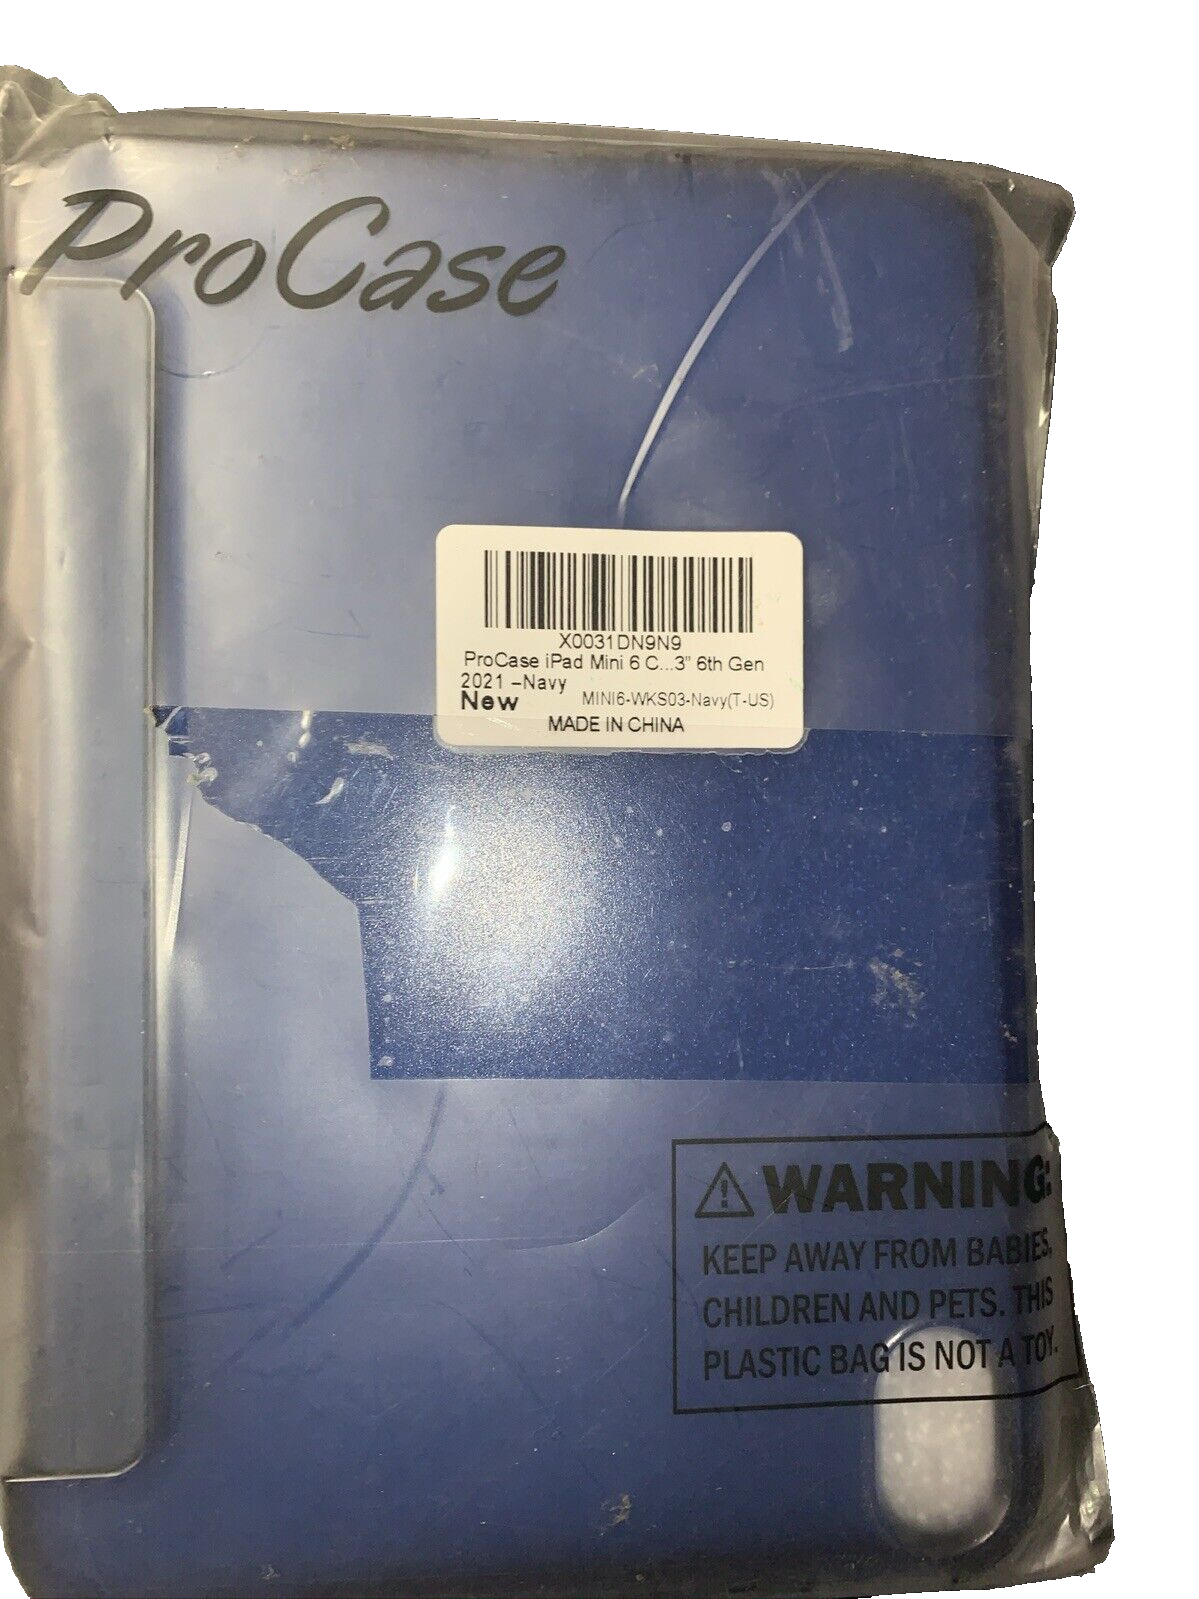 ProCase
X0031DN9N9
ProCase iPad Mini 6 C...3" 6th Gen
2021 –Navy
New MINI6-WKS03-Navy(T-US)
MADE IN CHINA
WARNING:
KEEP AWAY FROM BABIES,
CHILDREN AND PETS. THIS
PLASTIC BAG IS NOT A TOY.